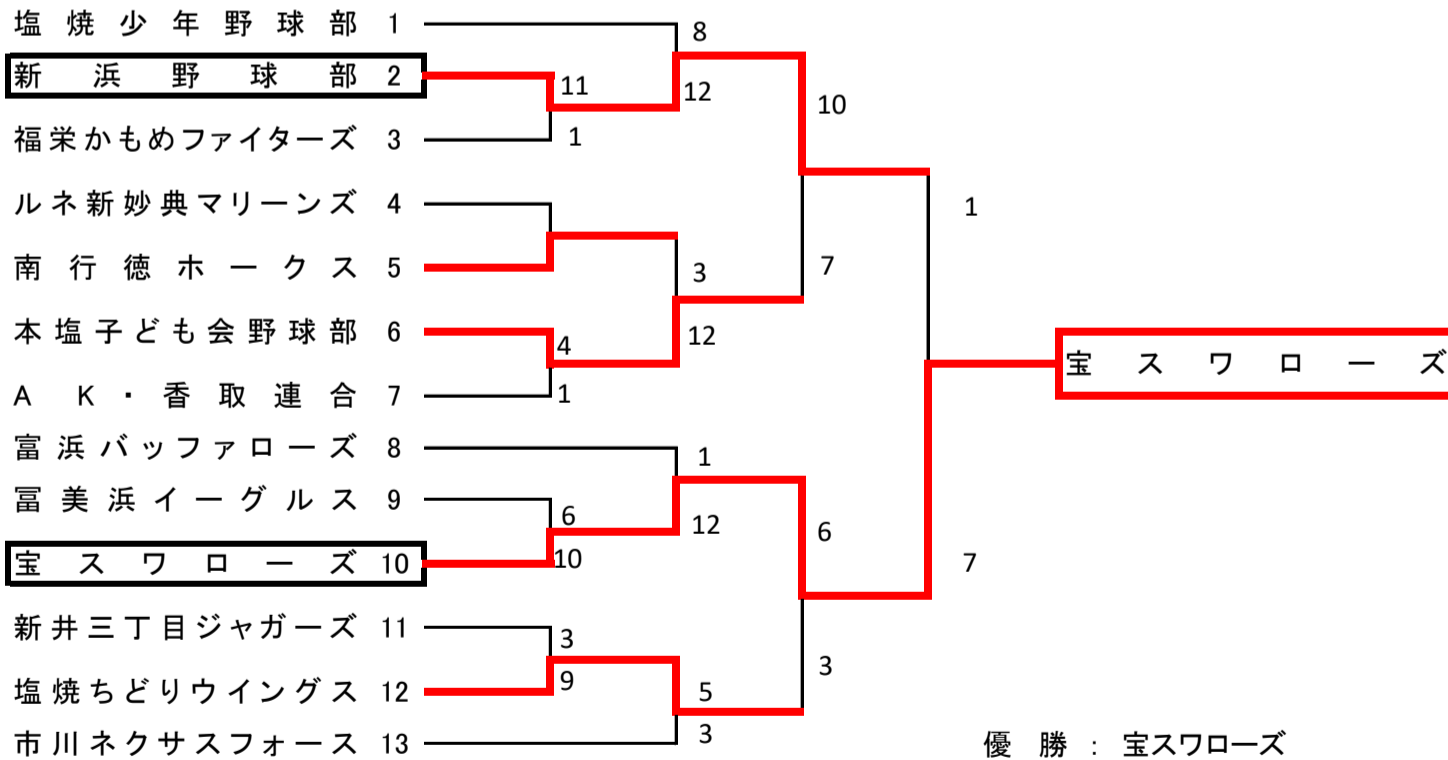 塩焼少年野球部 1
8
新浜野球部 2
11
12
10
福栄かもめファイターズ 3
1
ルネ新妙典マリーンズ 4
1
南行徳ホークス 5
3
7
本塩子ども会野球部 6
4
12
宝スワローズ
AK・香取連合 7
1
富浜バッファローズ 8
1
冨美浜イーグルス 9
6
12
6
宝スワローズ 10
10
7
新井三丁目ジャガーズ 11
3
3
塩焼ちどりウイングス 12
9
5
市川ネクサスフォース 13
3
優勝：宝スワローズ